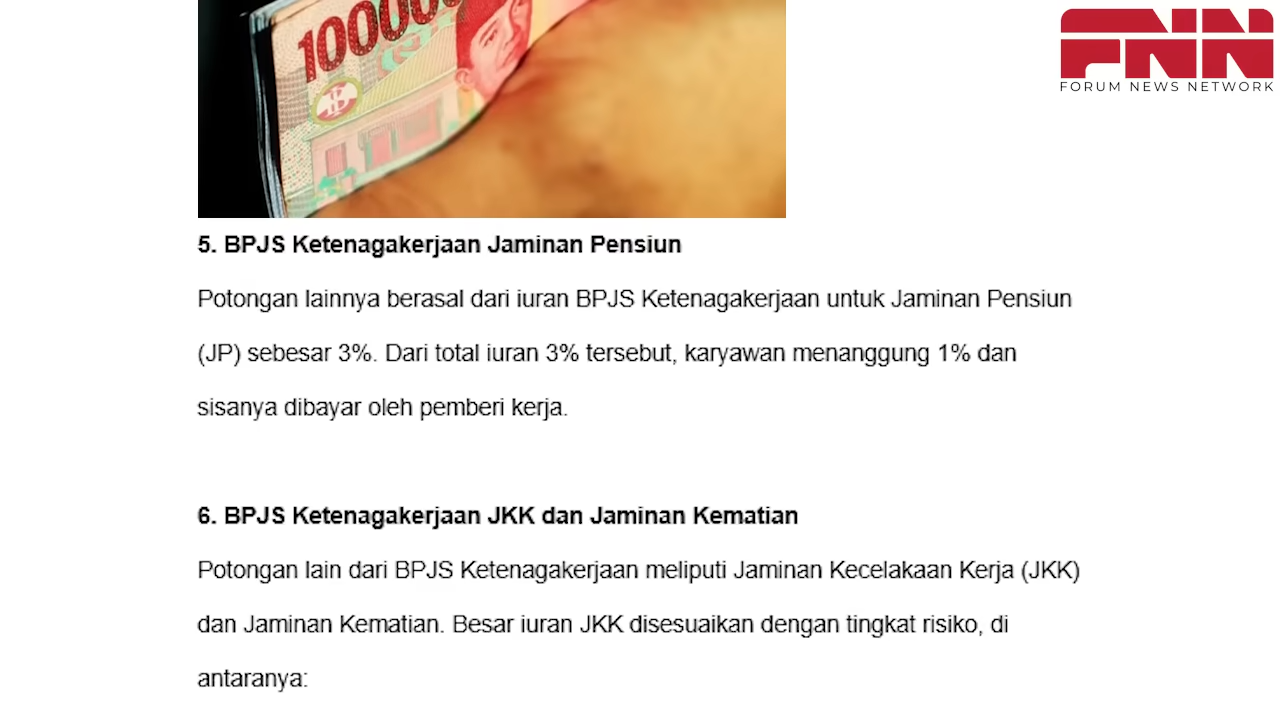 100000
FNN
FORUM NEWS NETWORK
5. BPJS Ketenagakerjaan Jaminan Pensiun
Potongan lainnya berasal dari iuran BPJS Ketenagakerjaan untuk Jaminan Pensiun
(JP) sebesar 3%. Dari total iuran 3% tersebut, karyawan menanggung 1% dan
sisanya dibayar oleh pemberi kerja.
6. BPJS Ketenagakerjaan JKK dan Jaminan Kematian
Potongan lain dari BPJS Ketenagakerjaan meliputi Jaminan Kecelakaan Kerja (JKK)
dan Jaminan Kematian. Besar iuran JKK disesuaikan dengan tingkat risiko, di
antaranya: